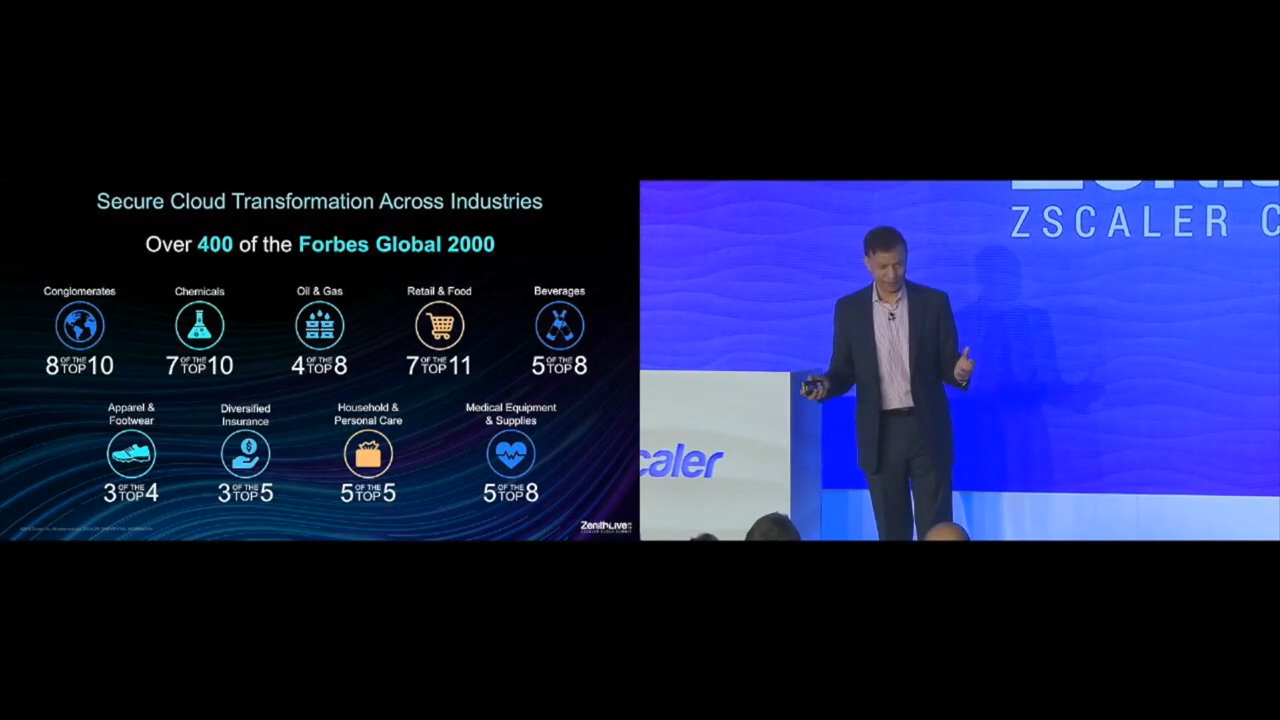 Secure Cloud Transformation Across Industries
Over 400 of the Forbes Global 2000
Conglomerates
8 OF THE TOP 10
Chemicals
7 OF THE TOP 10
Oil & Gas
4 OF THE TOP 8
Retail & Food
7 OF THE TOP 11
Beverages
5 OF THE TOP 8
Apparel &
Footwear
3 OF THE TOP 4
Diversified
Insurance
3 OF THE TOP 5
Household &
Personal Care
5 OF THE TOP 5
Medical Equipment
& Supplies
5 OF THE TOP 8
ZenithLive
ZSCALER CLOUD SUMMIT
ZSCALER C
caler